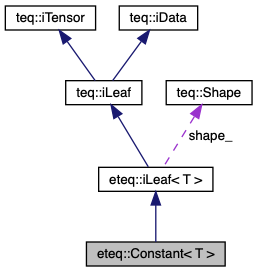 teq::iTensor
teq::iData
teq::iLeaf
teq::Shape
shape_
eteq::iLeaf< T >
eteq::Constant< T >